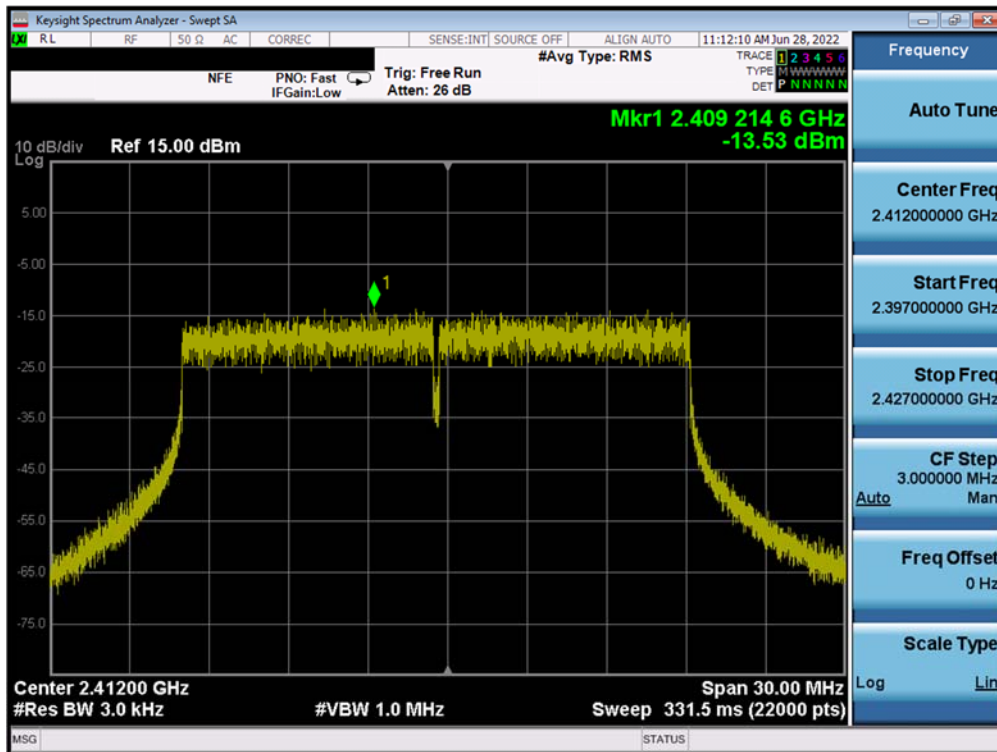 Keysight Spectrum Analyzer - Swept SA
LXI RL RF 50 Ω AC CORREC SENSE:INT SOURCE OFF ALIGN AUTO 11:12:10 AM Jun 28, 2022
#Avg Type: RMS
TRACE 1 2 3 4 5 6
NFE PNO: Fast Trig: Free Run
TYPE M W W W W W
IFGain:Low Atten: 26 dB
DET P N N N N N
Mkr1 2.409 214 6 GHz
-13.53 dBm
10 dB/div Ref 15.00 dBm
Log
5.00
-5.00
1
-15.0
-25.0
-35.0
-45.0
-55.0
-65.0
-75.0
Center 2.41200 GHz Span 30.00 MHz
#Res BW 3.0 kHz #VBW 1.0 MHz Sweep 331.5 ms (22000 pts)
MSG STATUS
Frequency
Auto Tune
Center Freq
2.412000000 GHz
Start Freq
2.397000000 GHz
Stop Freq
2.427000000 GHz
CF Step
3.000000 MHz
Auto Man
Freq Offset
0 Hz
Scale Type
Log Lin